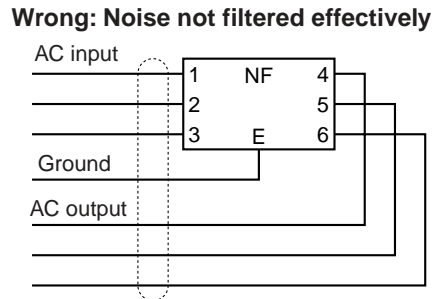 Wrong: Noise not filtered effectively
AC input
1 NF 4
2 5
3 E 6
Ground
AC output